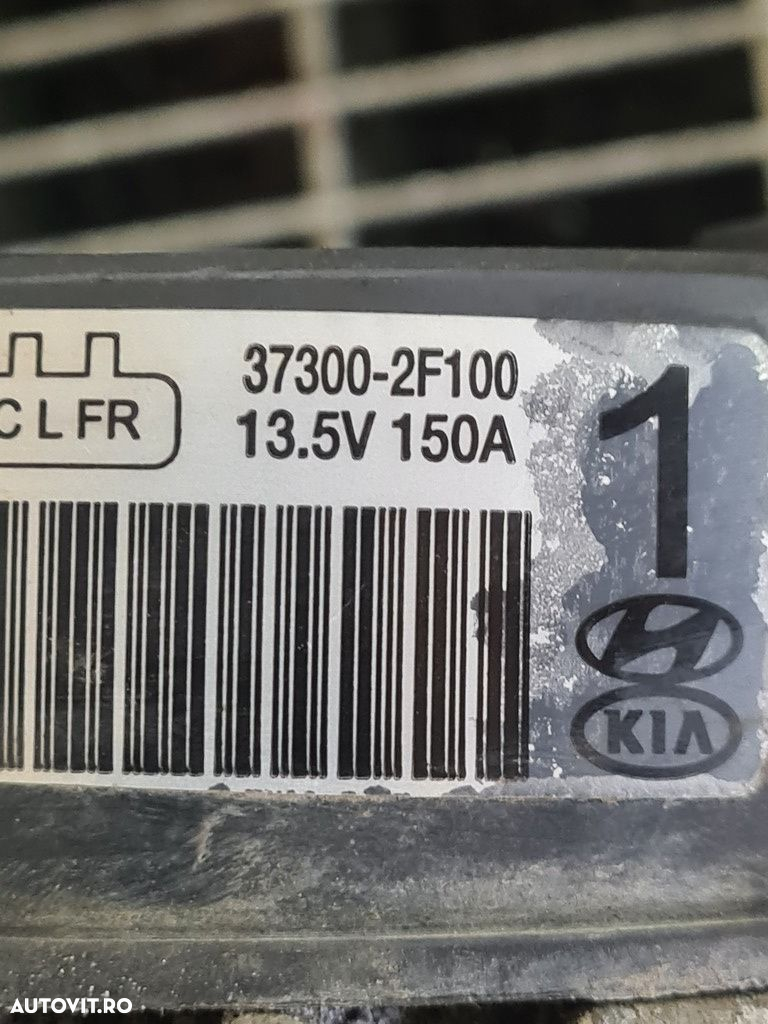 37300-2F100
C L FR
13.5V 150A
1
KIA
AUTOVIT.RO